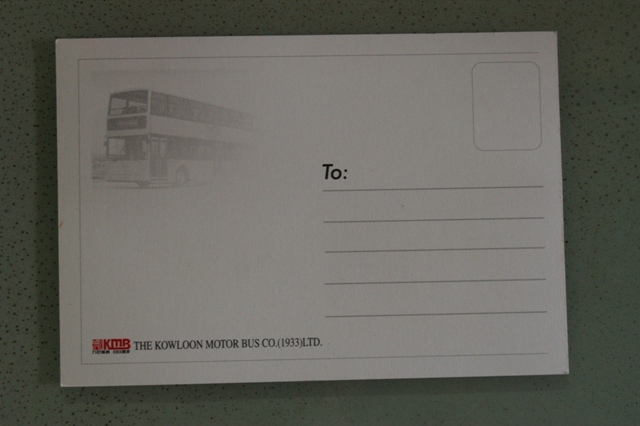 To:
KMB THE KOWLOON MOTOR BUS CO.(1933)LTD.